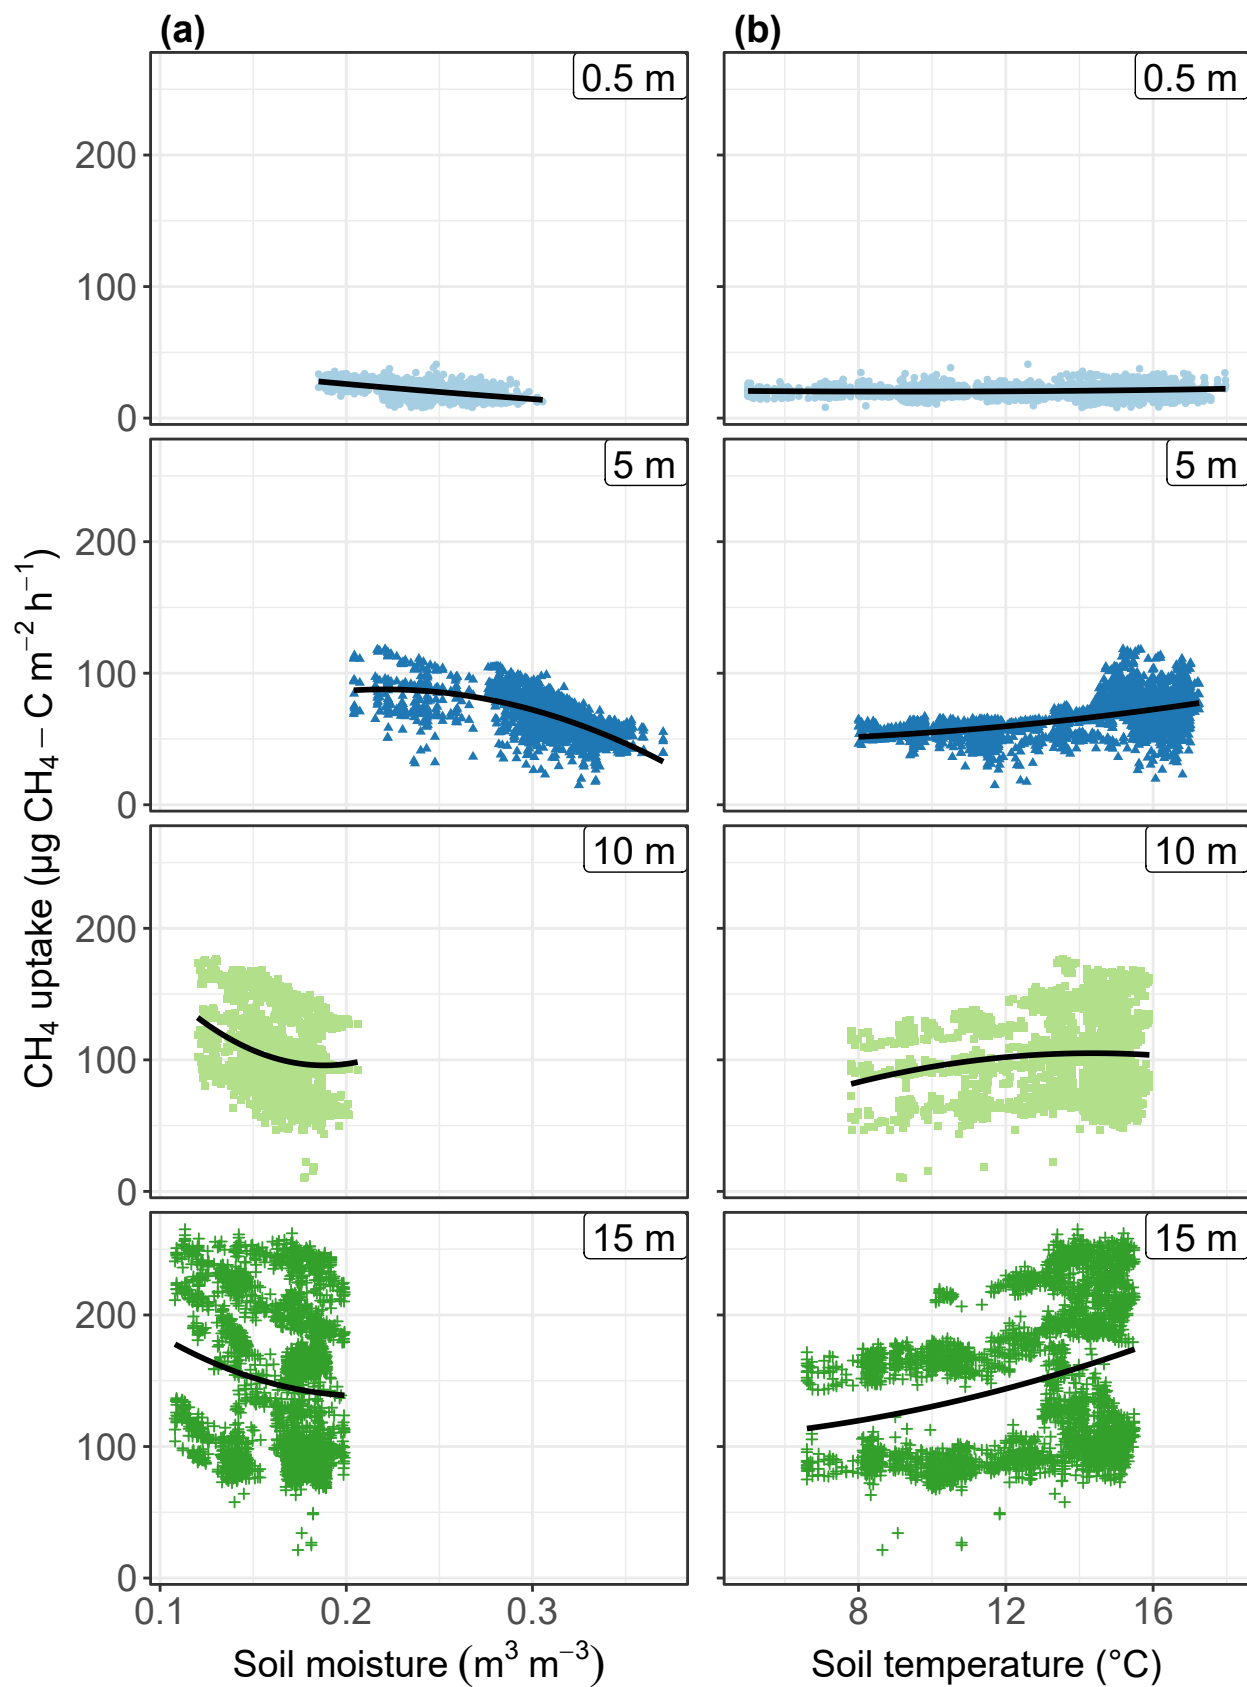 (a) (b)
0.5 m 0.5 m
200
100
0
5 m 5 m
200
100
0
10 m 10 m
200
100
0
15 m 15 m
200
100
0
CH₄ uptake (µg CH₄ − C m⁻² h⁻¹)
0.1 0.2 0.3 8 12 16
Soil moisture (m³ m⁻³) Soil temperature (°C)